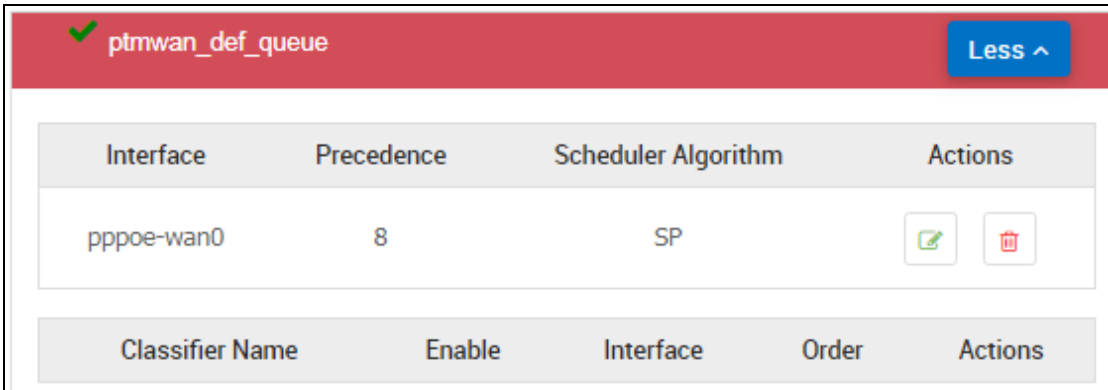 ptmwan_def_queue
Less
Interface Precedence Scheduler Algorithm Actions
pppoe-wan0 8 SP
Classifier Name Enable Interface Order Actions